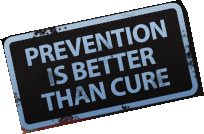 PREVENTION
IS BETTER
THAN CURE